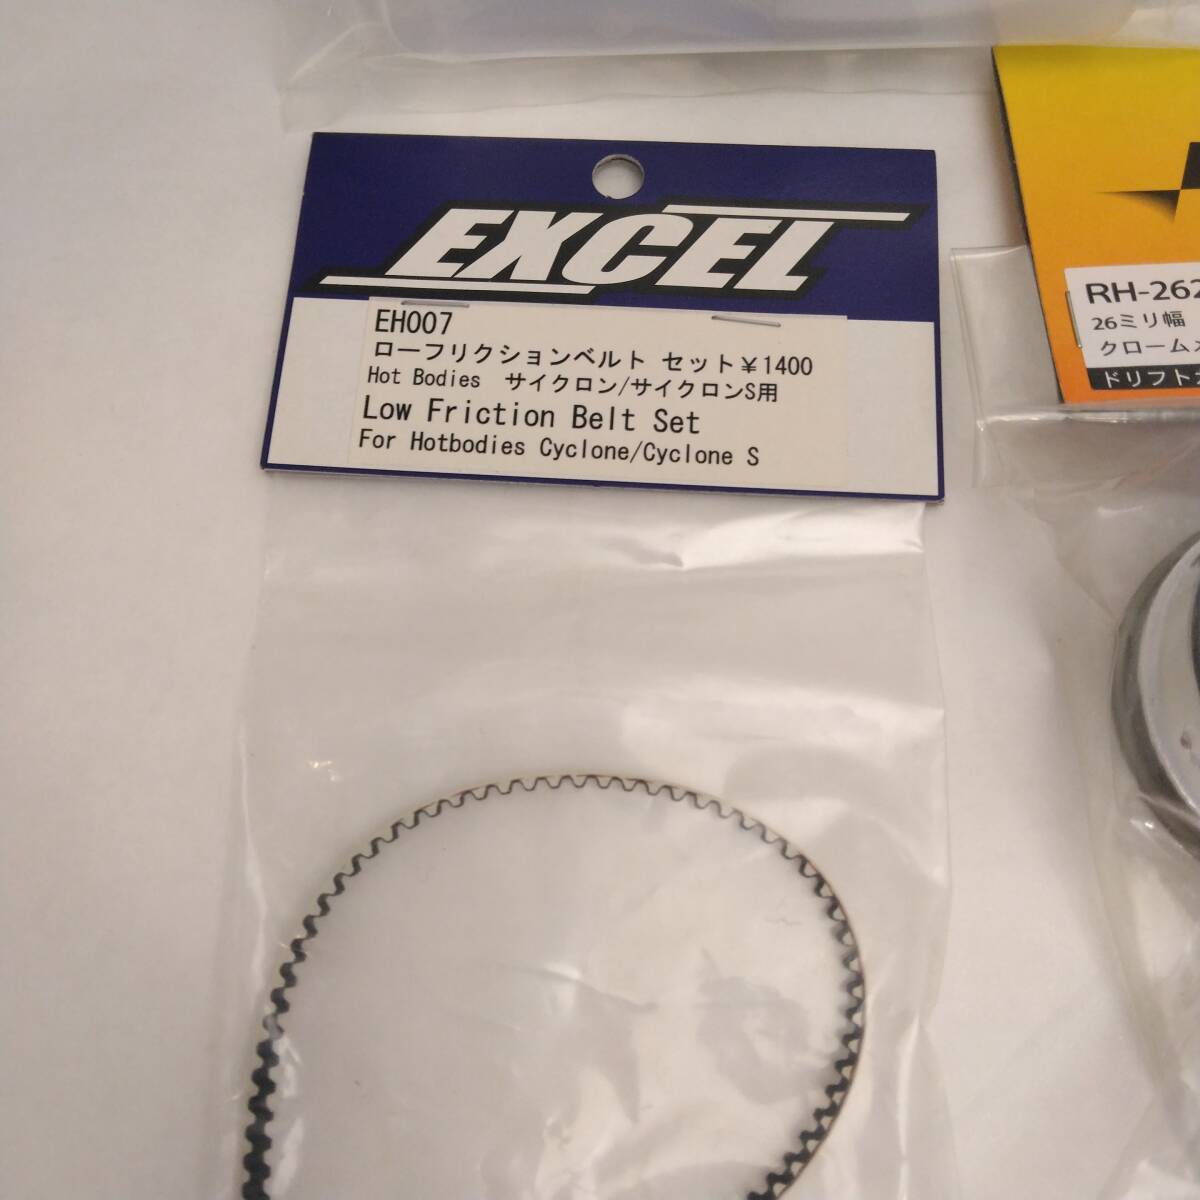 EXCEL
EH007
ローフリクションベルト セット￥1400
Hot Bodies サイクロン/サイクロンS用
Low Friction Belt Set
For Hotbodies Cyclone/Cyclone S
RH-262
26ミリ幅
クローム
ドリフト